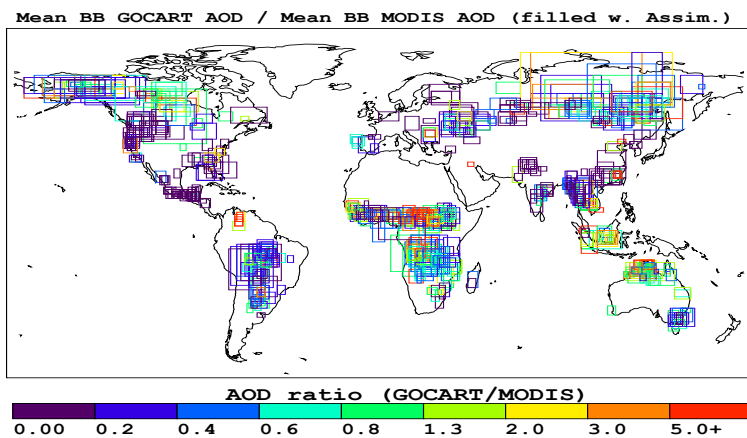 Mean BB GOCART AOD / Mean BB MODIS AOD (filled w. Assim.)
AOD ratio (GOCART/MODIS)
0.00 0.2 0.4 0.6 0.8 1.3 2.0 3.0 5.0+